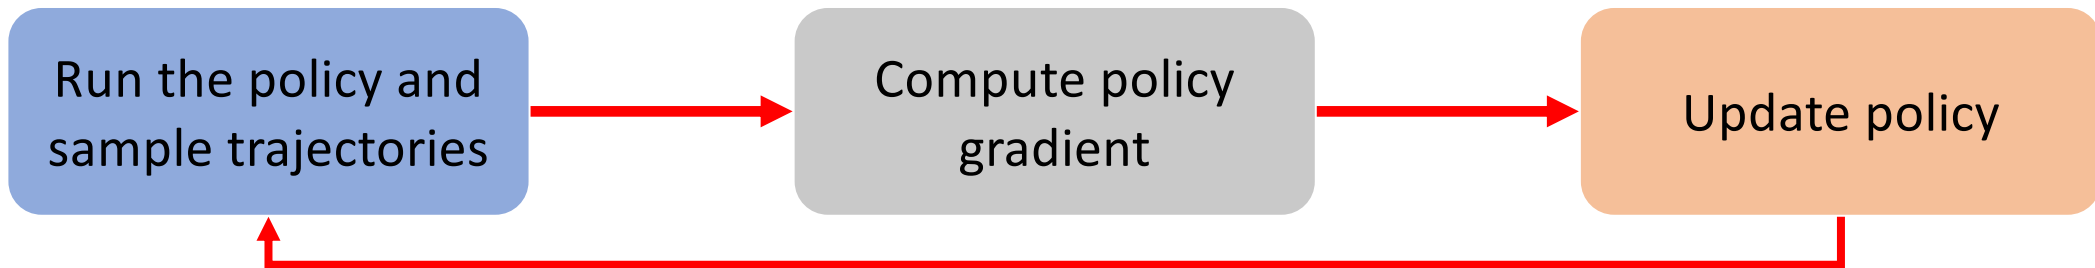 Run the policy and
sample trajectories
Compute policy
gradient
Update policy